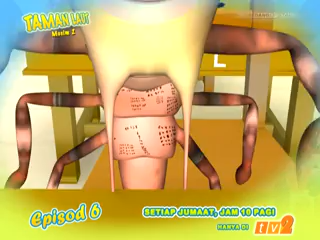 TAMAN LAUT
Musim 2
L
Episod 6
SETIAP JUMAAT, JAM 10 PAGI
HANYA DI tv2